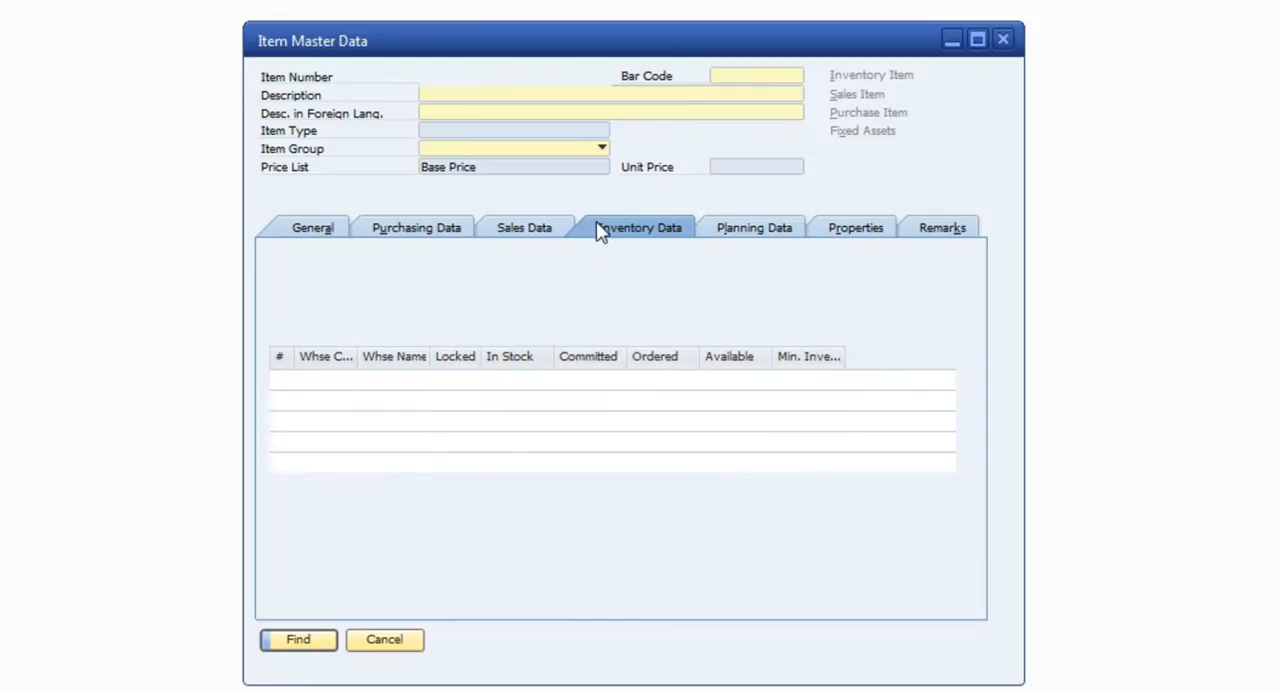 Item Master Data
Item Number
Bar Code
Inventory Item
Description
Sales Item
Desc. in Foreign Lang.
Purchase Item
Item Type
Fixed Assets
Item Group
Price List Base Price Unit Price
General Purchasing Data Sales Data Inventory Data Planning Data Properties Remarks
# Whse C... Whse Name Locked In Stock Committed Ordered Available Min. Inve...
Find Cancel